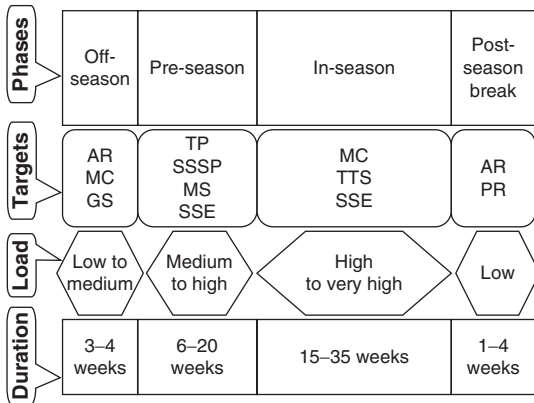 Phases
Off-
season
Pre-season
In-season
Post-
season
break
Targets
AR
MC
GS
TP
SSSP
MS
SSE
MC
TTS
SSE
AR
PR
Load
Low to
medium
Medium
to high
High
to very high
Low
Duration
3–4
weeks
6–20
weeks
15–35 weeks
1–4
weeks